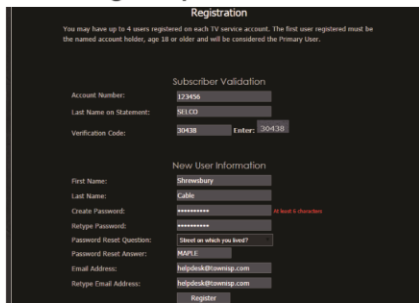 Registration
You may have up to 4 users registered on each TV service account. The first user registered must be
the named account holder, age 18 or older and will be considered the Primary User.
Subscriber Validation
Account Number: 123456
Last Name on Statement: SELCO
Verification Code: 30438 Enter: 30438
New User Information
First Name: Shrewsbury
Last Name: Cable
Create Password: •••••••••• At least 6 characters
Retype Password: ••••••••••
Password Reset Question: Street on which you lived?
Password Reset Answer: MAPLE
Email Address: helpdesk@townisp.com
Retype Email Address: helpdesk@townisp.com
Register